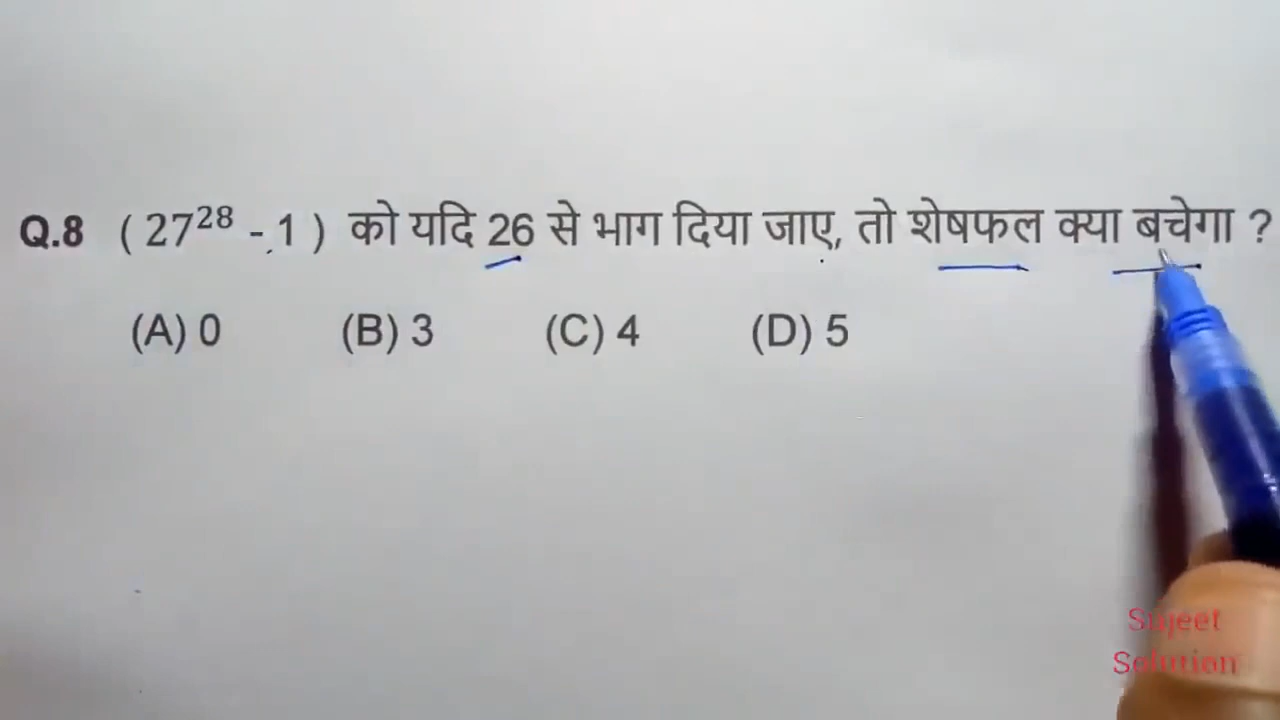 Q.8 ( 27²⁸ - 1 ) को यदि 26 से भाग दिया जाए, तो शेषफल क्या बचेगा ?
(A) 0 (B) 3 (C) 4 (D) 5
Sujeet
Solution